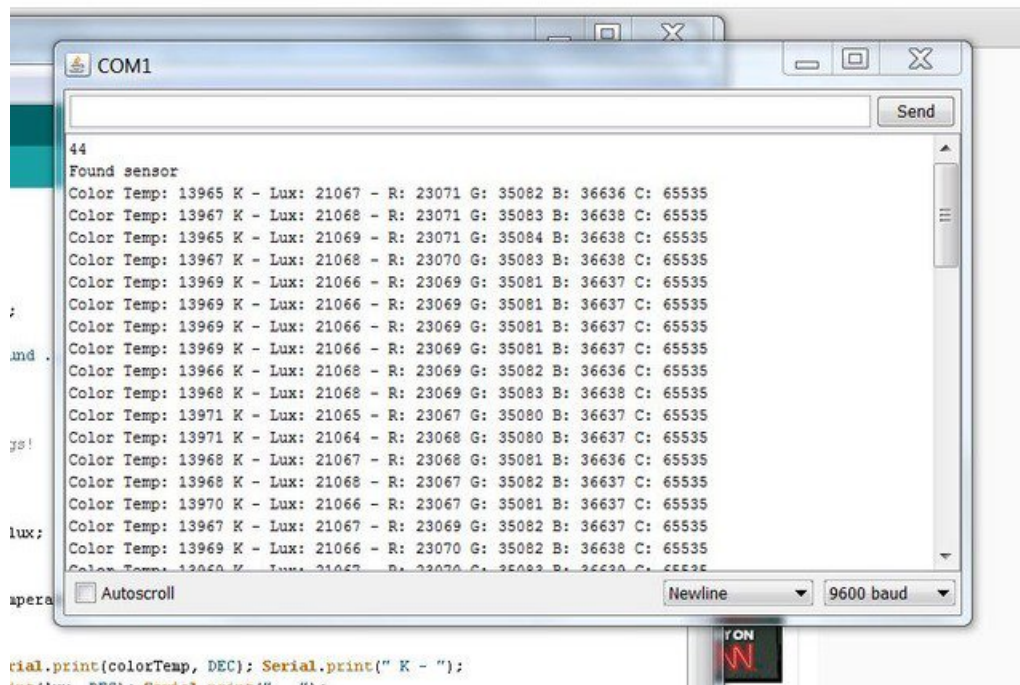 COM1
Send
44
Found sensor
Color Temp: 13965 K - Lux: 21067 - R: 23071 G: 35082 B: 36636 C: 65535
Color Temp: 13967 K - Lux: 21068 - R: 23071 G: 35083 B: 36638 C: 65535
Color Temp: 13965 K - Lux: 21069 - R: 23071 G: 35084 B: 36638 C: 65535
Color Temp: 13967 K - Lux: 21068 - R: 23070 G: 35083 B: 36638 C: 65535
Color Temp: 13969 K - Lux: 21066 - R: 23069 G: 35081 B: 36637 C: 65535
Color Temp: 13969 K - Lux: 21066 - R: 23069 G: 35081 B: 36637 C: 65535
Color Temp: 13969 K - Lux: 21066 - R: 23069 G: 35081 B: 36637 C: 65535
Color Temp: 13969 K - Lux: 21066 - R: 23069 G: 35081 B: 36637 C: 65535
Color Temp: 13966 K - Lux: 21068 - R: 23069 G: 35082 B: 36636 C: 65535
Color Temp: 13968 K - Lux: 21068 - R: 23069 G: 35083 B: 36638 C: 65535
Color Temp: 13971 K - Lux: 21065 - R: 23067 G: 35080 B: 36637 C: 65535
Color Temp: 13971 K - Lux: 21064 - R: 23068 G: 35080 B: 36637 C: 65535
Color Temp: 13968 K - Lux: 21067 - R: 23068 G: 35081 B: 36636 C: 65535
Color Temp: 13968 K - Lux: 21068 - R: 23067 G: 35082 B: 36637 C: 65535
Color Temp: 13970 K - Lux: 21066 - R: 23067 G: 35081 B: 36637 C: 65535
Color Temp: 13967 K - Lux: 21067 - R: 23069 G: 35082 B: 36637 C: 65535
Color Temp: 13969 K - Lux: 21066 - R: 23070 G: 35082 B: 36638 C: 65535
Autoscroll
Newline
9600 baud
;
und .
gs!
lux;
mpera
rial.print(colorTemp, DEC); Serial.print(" K - ");
Y ON